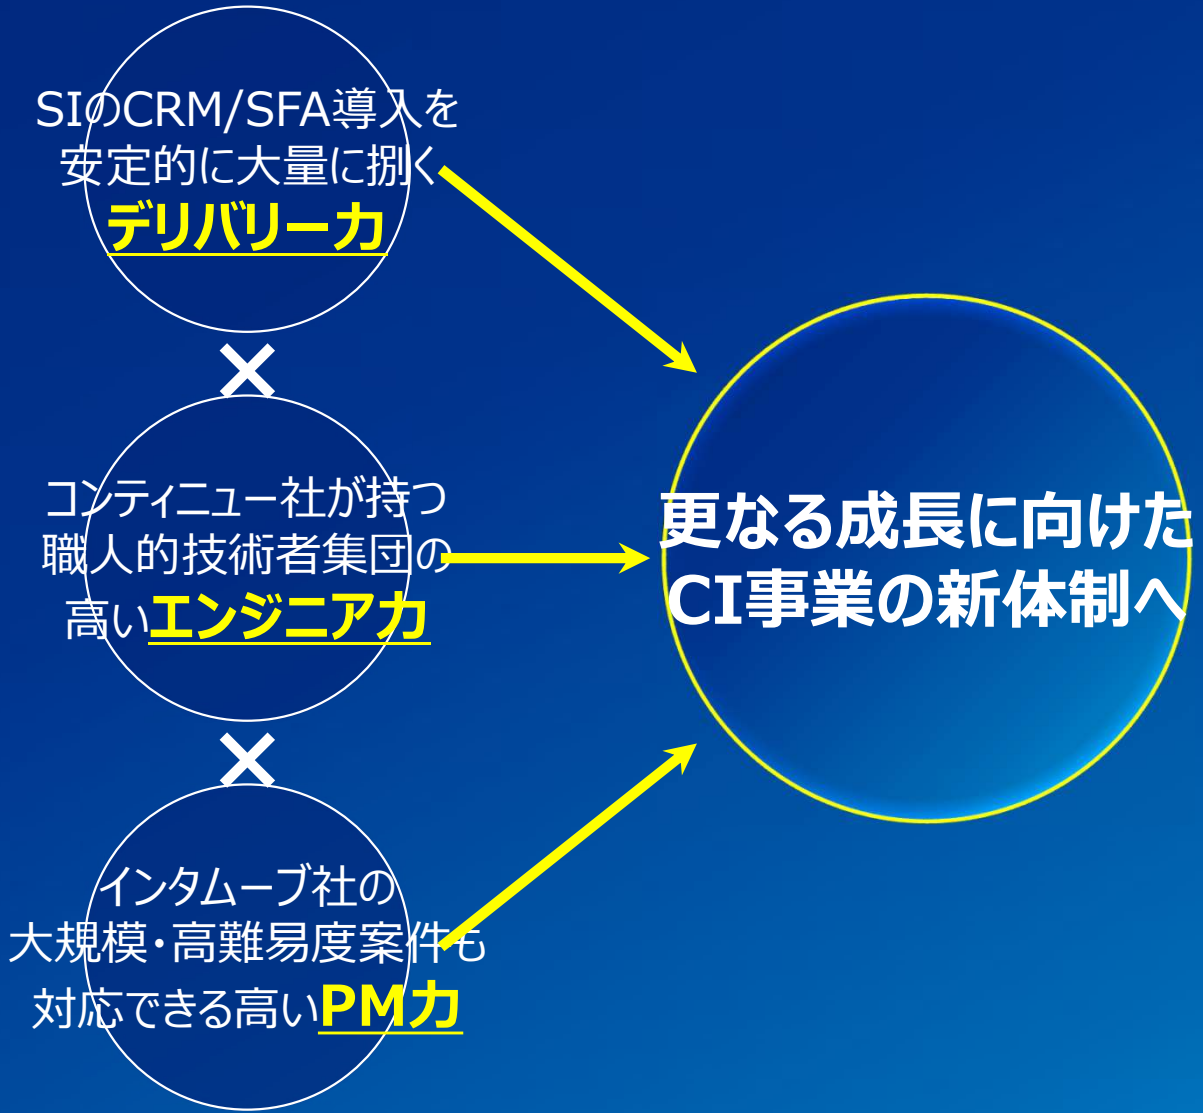 SIのCRM/SFA導入を
安定的に大量に捌く
デリバリー力
×
コンティニュー社が持つ
職人的技術者集団の
高いエンジニア力
×
インタムーブ社の
大規模・高難易度案件も
対応できる高いPM力
更なる成長に向けた
CI事業の新体制へ